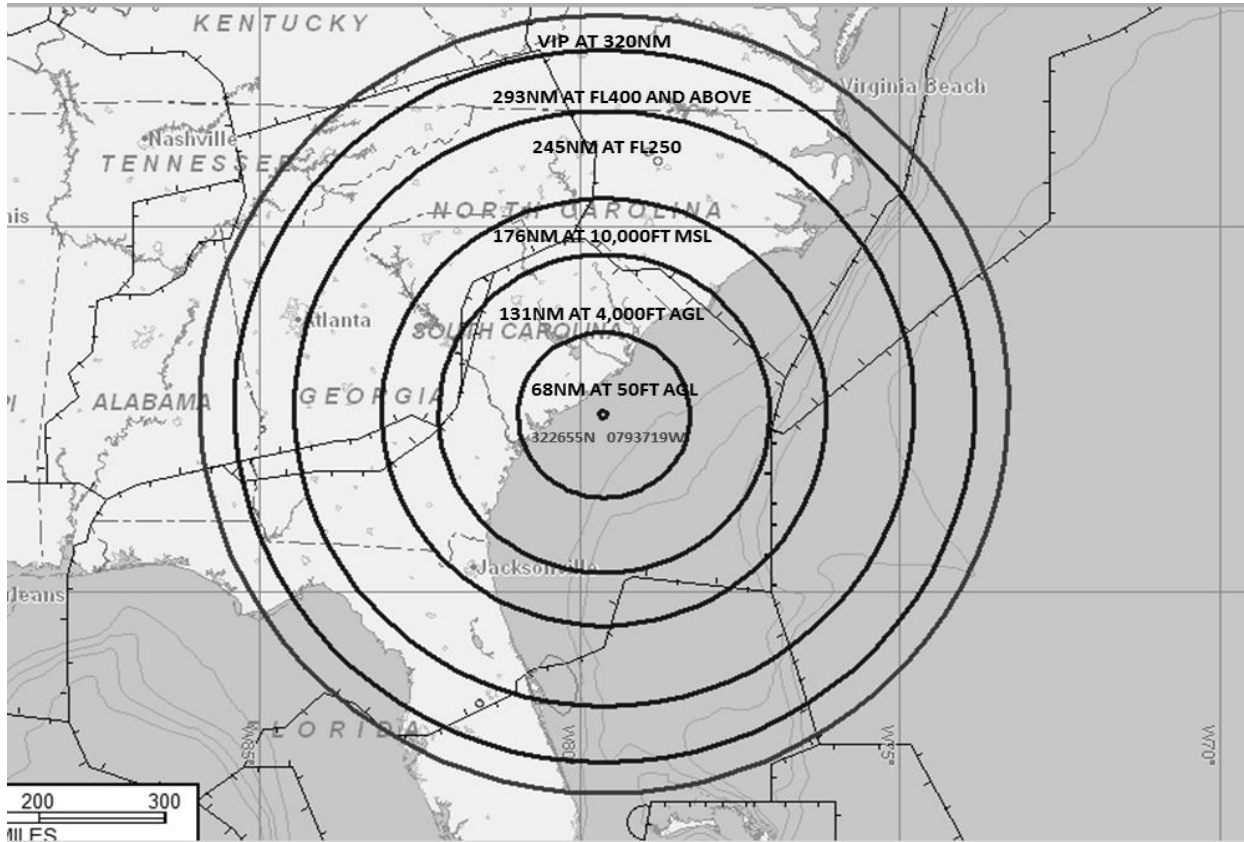 KENTUCKY
VIP AT 320NM
Virginia Beach
293NM AT FL400 AND ABOVE
Nashville
245NM AT FL250
TENNESSEE
NORTH CAROLINA
176NM AT 10,000FT MSL
131NM AT 4,000FT AGL
Atlanta
SOUTH CAROLINA
68NM AT 50FT AGL
ALABAMA
GEORGIA
322655N 0793719W
Jacksonville
FLORIDA
W85°
W80
W75°
W70°
200 300
MILES